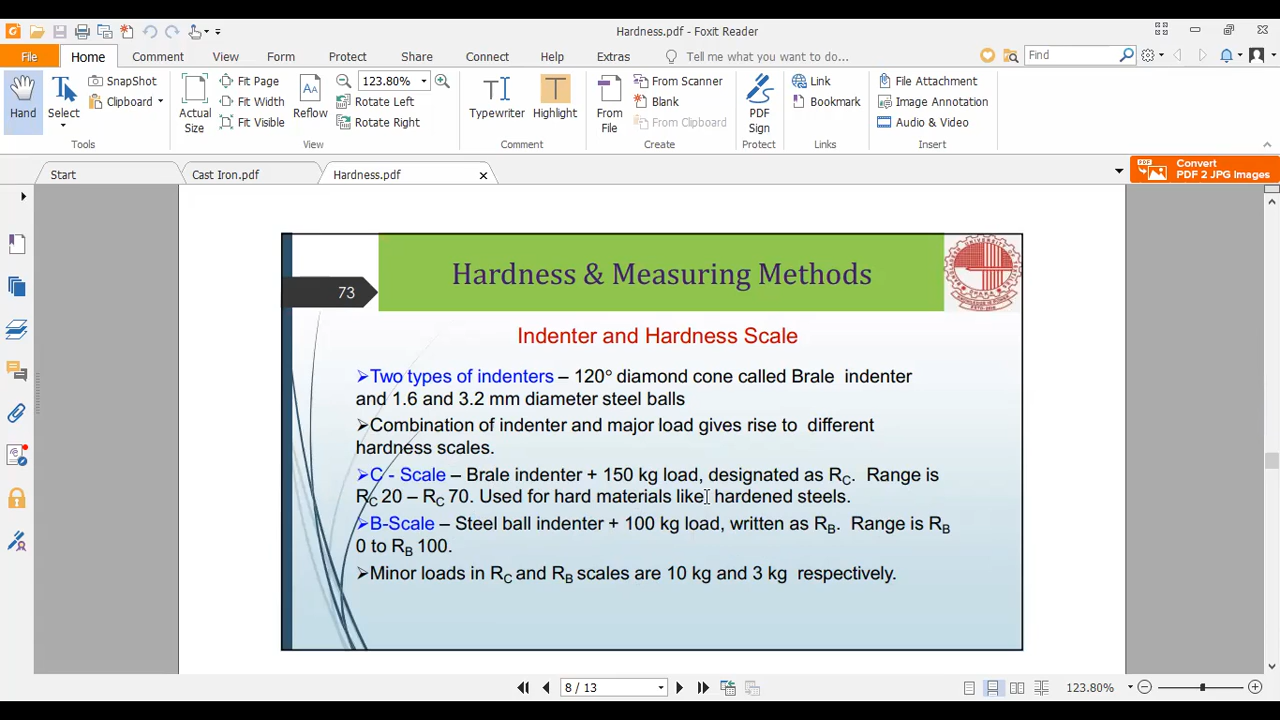 Hardness.pdf - Foxit Reader
File Home Comment View Form Protect Share Connect Help Extras Tell me what you want to do... Find
Hand Select SnapShot Clipboard Actual Size Fit Page Fit Width Fit Visible Reflow 123.80% Rotate Left Rotate Right Typewriter Highlight From File From Scanner Blank From Clipboard PDF Sign Link Bookmark File Attachment Image Annotation Audio & Video
Tools View Comment Create Protect Links Insert
Start Cast Iron.pdf Hardness.pdf Convert PDF 2 JPG Images
Hardness & Measuring Methods
73
Indenter and Hardness Scale
➢Two types of indenters – 120° diamond cone called Brale indenter
and 1.6 and 3.2 mm diameter steel balls
➢Combination of indenter and major load gives rise to different
hardness scales.
➢C - Scale – Brale indenter + 150 kg load, designated as RC. Range is
RC 20 – RC 70. Used for hard materials like hardened steels.
➢B-Scale – Steel ball indenter + 100 kg load, written as RB. Range is RB
0 to RB 100.
➢Minor loads in RC and RB scales are 10 kg and 3 kg respectively.
8 / 13 123.80%